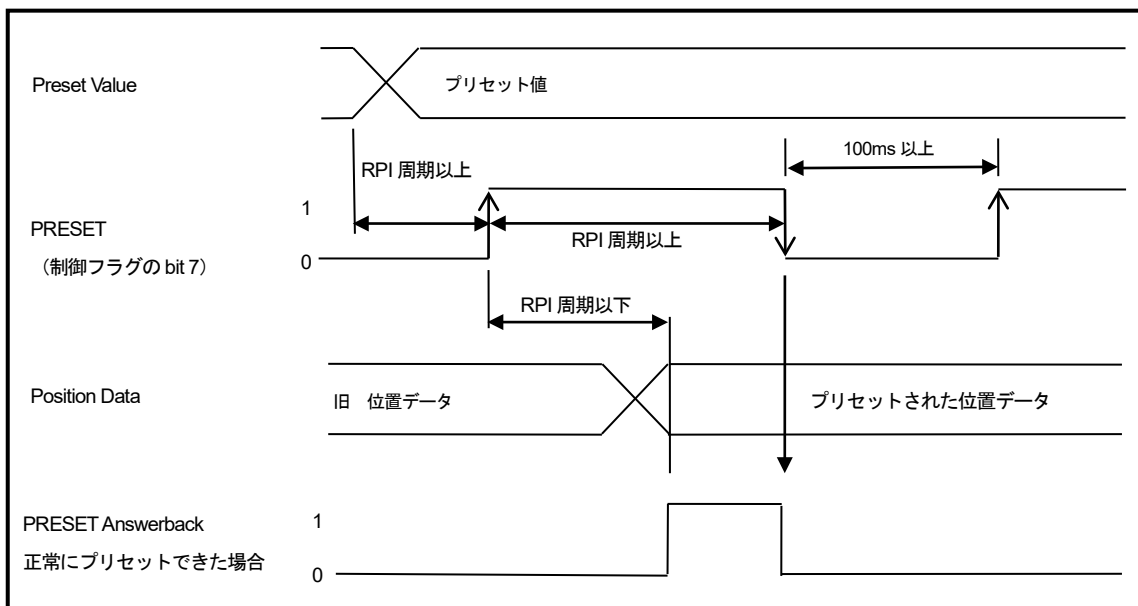 Preset Value
プリセット値
100ms 以上
RPI 周期以上
1
PRESET
RPI 周期以上
（制御フラグの bit 7）
0
RPI 周期以下
Position Data
旧　位置データ
プリセットされた位置データ
PRESET Answerback
1
正常にプリセットできた場合
0